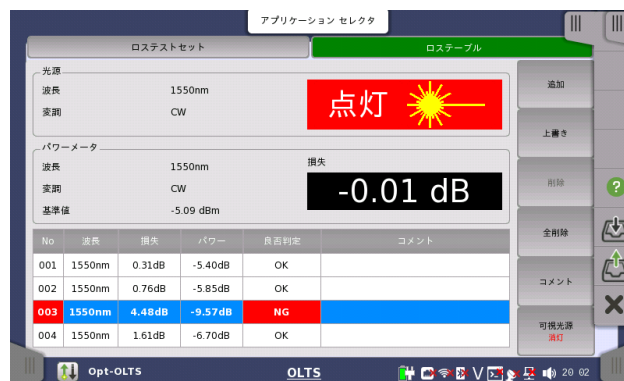 アプリケーション セレクタ
ロステストセット
ロステーブル
光源
波長 1550nm
変調 CW
点灯
パワーメータ
波長 1550nm
変調 CW
基準値 -5.09 dBm
損失
-0.01 dB
No 波長 損失 パワー 良否判定 コメント
001 1550nm 0.31dB -5.40dB OK
002 1550nm 0.76dB -5.85dB OK
003 1550nm 4.48dB -9.57dB NG
004 1550nm 1.61dB -6.70dB OK
追加
上書き
削除
全削除
コメント
可視光源
消灯
?
Opt-OLTS
OLTS
20 02